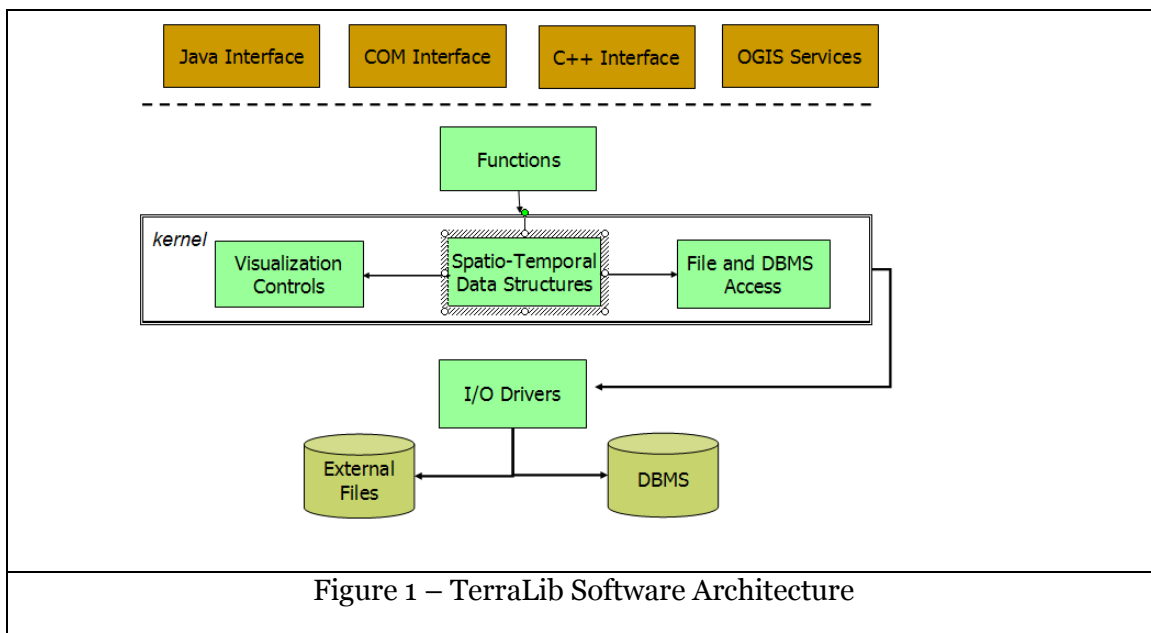 Java Interface
COM Interface
C++ Interface
OGIS Services
Functions
kernel
Visualization
Controls
Spatio-Temporal
Data Structures
File and DBMS
Access
I/O Drivers
External
Files
DBMS
Figure 1 – TerraLib Software Architecture